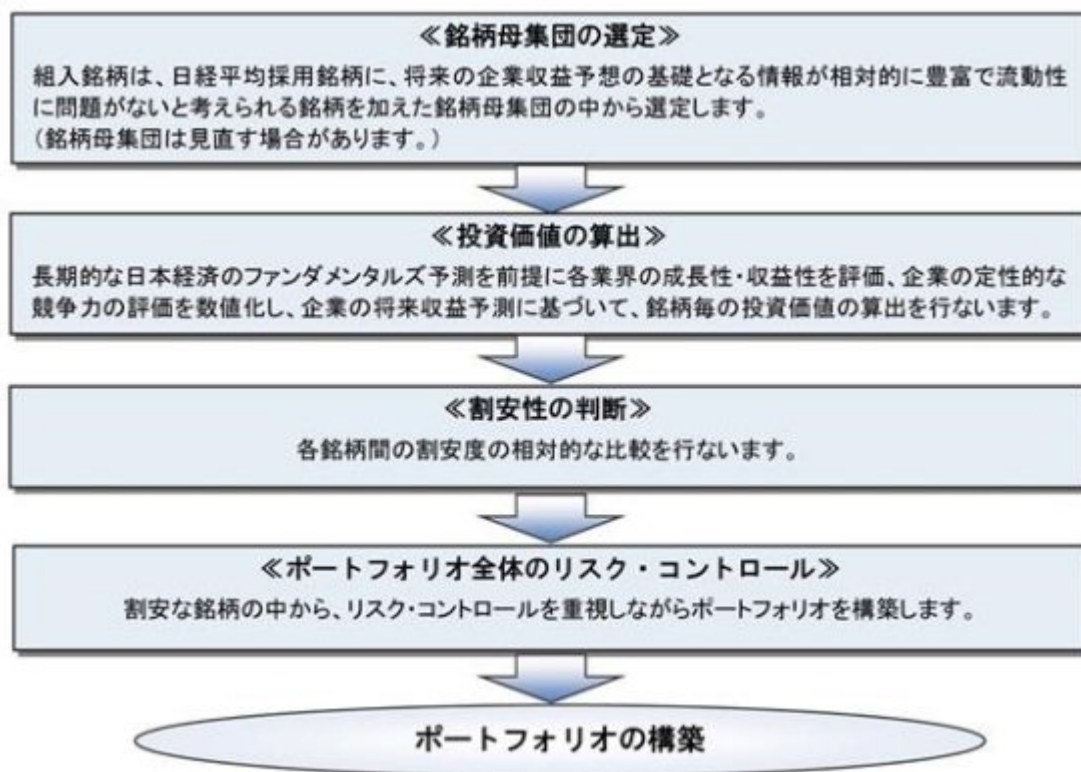 ≪銘柄母集団の選定≫
組入銘柄は、日経平均採用銘柄に、将来の企業収益予想の基礎となる情報が相対的に豊富で流動性
に問題がないと考えられる銘柄を加えた銘柄母集団の中から選定します。
(銘柄母集団は見直す場合があります。)
≪投資価値の算出≫
長期的な日本経済のファンダメンタルズ予測を前提に各業界の成長性・収益性を評価、企業の定性的な
競争力の評価を数値化し、企業の将来収益予測に基づいて、銘柄毎の投資価値の算出を行ないます。
≪割安性の判断≫
各銘柄間の割安度の相対的な比較を行ないます。
≪ポートフォリオ全体のリスク・コントロール≫
割安な銘柄の中から、リスク・コントロールを重視しながらポートフォリオを構築します。
ポートフォリオの構築